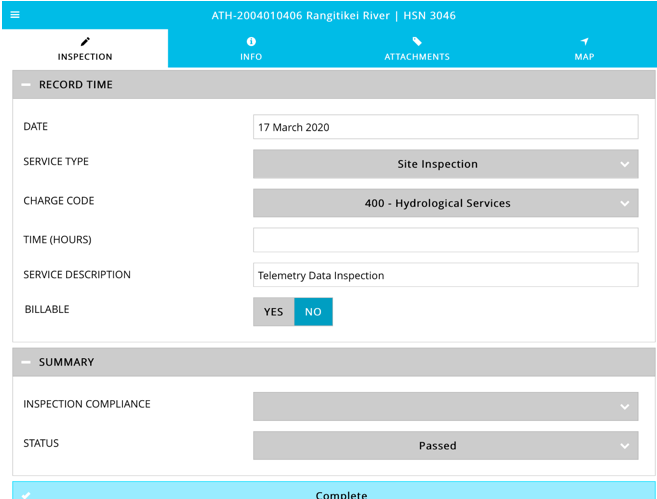 ATH-2004010406 Rangitikei River | HSN 3046
INSPECTION
INFO
ATTACHMENTS
MAP
RECORD TIME
DATE
17 March 2020
SERVICE TYPE
Site Inspection
CHARGE CODE
400 - Hydrological Services
TIME (HOURS)
SERVICE DESCRIPTION
Telemetry Data Inspection
BILLABLE
YES NO
SUMMARY
INSPECTION COMPLIANCE
STATUS
Passed
Complete